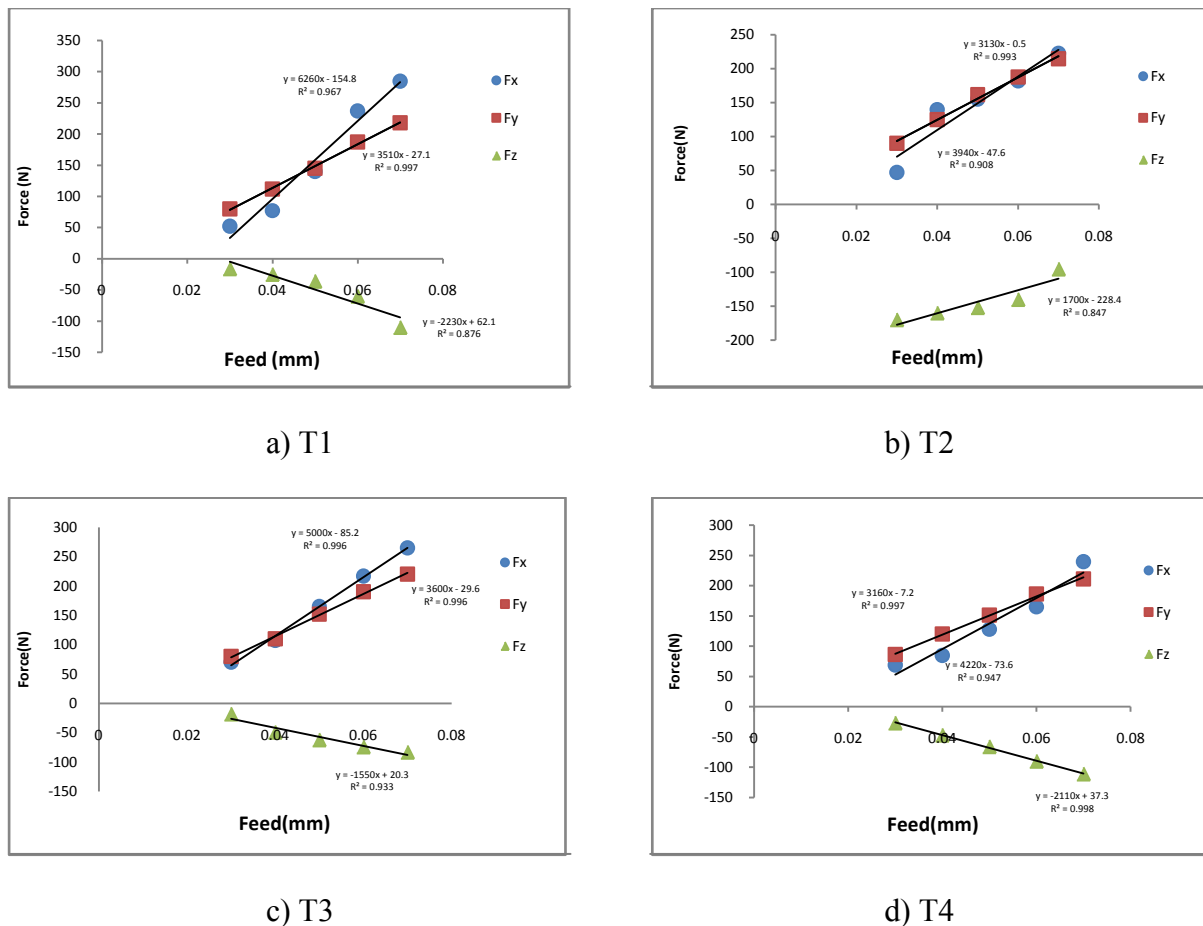 350
300
250
200
150
100
50
0
-50
-100
-150
0
0.02
0.04
0.06
0.08
Force (N)
Feed (mm)
y = 6260x - 154.8
R² = 0.967
y = 3510x - 27.1
R² = 0.997
y = -2230x + 62.1
R² = 0.876
Fx
Fy
Fz
a) T1
250
200
150
100
50
0
-50
-100
-150
-200
0
0.02
0.04
0.06
0.08
Force(N)
Feed(mm)
y = 3130x - 0.5
R² = 0.993
y = 3940x - 47.6
R² = 0.908
y = 1700x - 228.4
R² = 0.847
Fx
Fy
Fz
b) T2
300
250
200
150
100
50
0
-50
-100
-150
0
0.02
0.04
0.06
0.08
Force(N)
Feed(mm)
y = 5000x - 85.2
R² = 0.996
y = 3600x - 29.6
R² = 0.996
y = -1550x + 20.3
R² = 0.933
Fx
Fy
Fz
c) T3
300
250
200
150
100
50
0
-50
-100
-150
0
0.02
0.04
0.06
0.08
Force(N)
Feed(mm)
y = 3160x - 7.2
R² = 0.997
y = 4220x - 73.6
R² = 0.947
y = -2110x + 37.3
R² = 0.998
Fx
Fy
Fz
d) T4